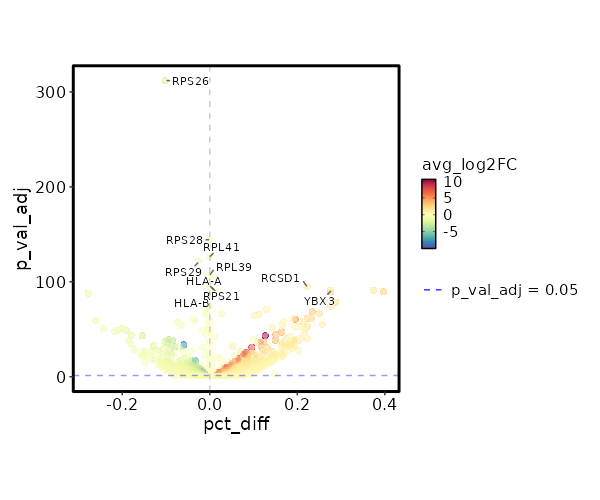 300
200
100
0
p_val_adj
RPS26
RPS28
RPL41
RPS29
RPL39
HLA-A
RPS21
HLA-B
RCSD1
YBX3
-0.2
0.0
0.2
0.4
pct_diff
avg_log2FC
10
5
0
-5
p_val_adj = 0.05